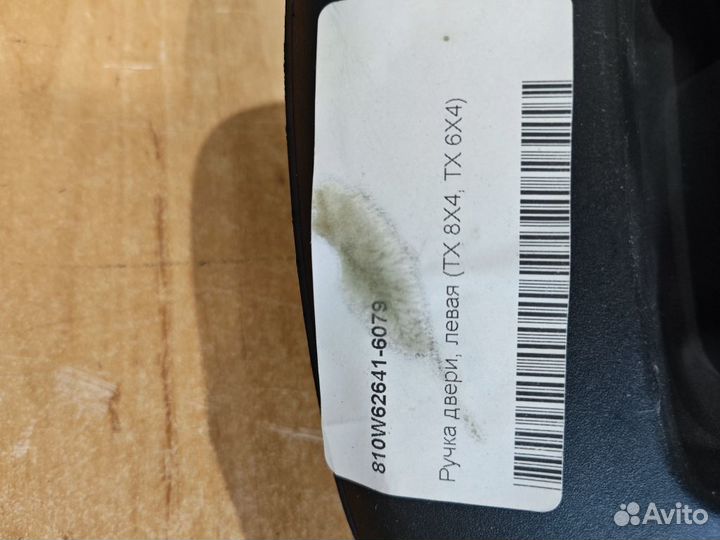 810W62641-6079
Ручка двери, левая (TX 8X4, TX 6X4)
Avito